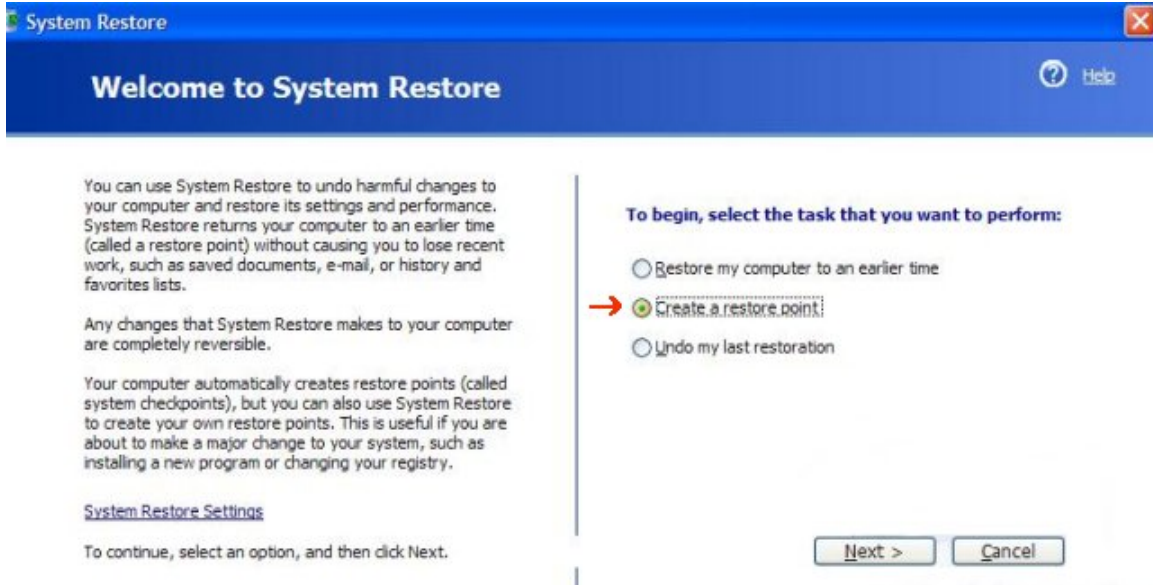 System Restore
Welcome to System Restore
Help
You can use System Restore to undo harmful changes to
your computer and restore its settings and performance.
System Restore returns your computer to an earlier time
(called a restore point) without causing you to lose recent
work, such as saved documents, e-mail, or history and
favorites lists.
Any changes that System Restore makes to your computer
are completely reversible.
Your computer automatically creates restore points (called
system checkpoints), but you can also use System Restore
to create your own restore points. This is useful if you are
about to make a major change to your system, such as
installing a new program or changing your registry.
System Restore Settings
To continue, select an option, and then click Next.
To begin, select the task that you want to perform:
Restore my computer to an earlier time
Create a restore point
Undo my last restoration
Next >
Cancel